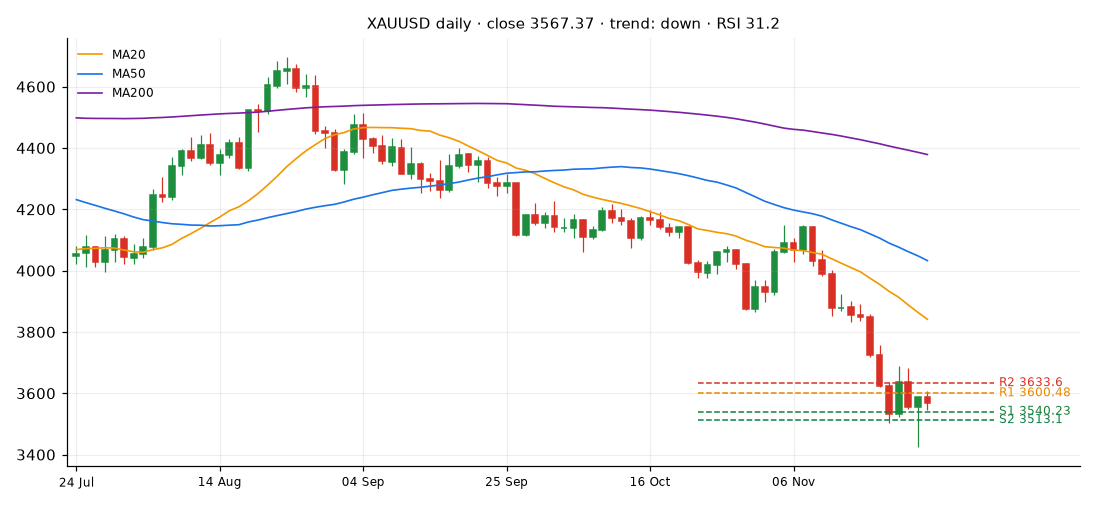 XAUUSD daily · close 3567.37 · trend: down · RSI 31.2
MA20
MA50
MA200
4600
4400
4200
4000
3800
3600
3400
R2 3633.6
R1 3600.48
S1 3540.23
S2 3513.1
24 Jul
14 Aug
04 Sep
25 Sep
16 Oct
06 Nov